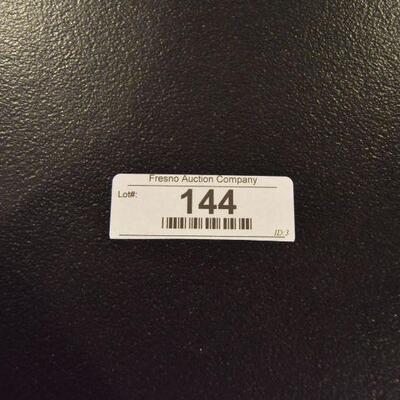 Fresno Auction Company
Lot#:
144
ID:3